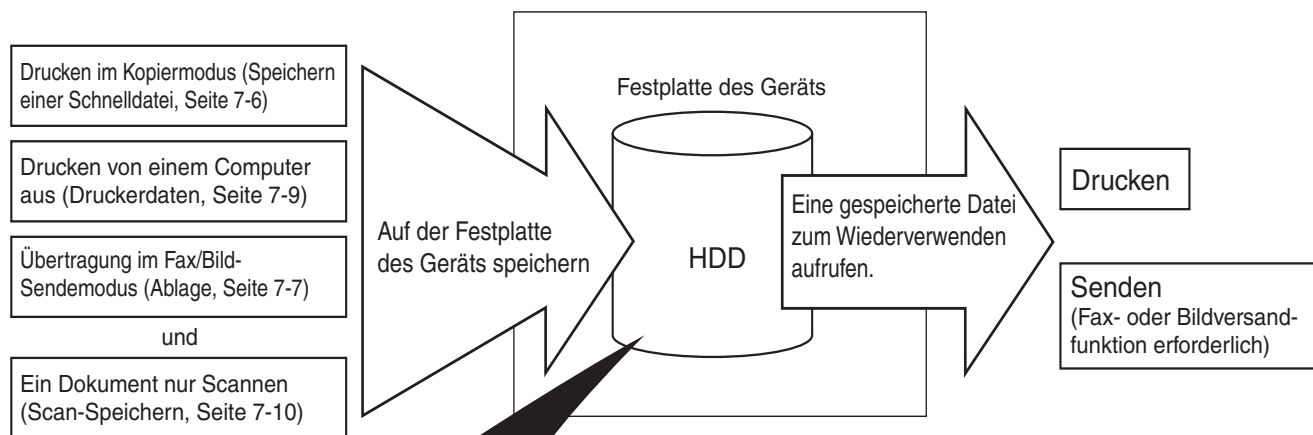 Drucken im Kopiermodus (Speichern
einer Schnelldatei, Seite 7-6)
Drucken von einem Computer
aus (Druckerdaten, Seite 7-9)
Übertragung im Fax/Bild-
Sendemodus (Ablage, Seite 7-7)
und
Ein Dokument nur Scannen
(Scan-Speichern, Seite 7-10)
Auf der Festplatte
des Geräts speichern
Festplatte des Geräts
HDD
Eine gespeicherte Datei
zum Wiederverwenden
aufrufen.
Drucken
Senden
(Fax- oder Bildversand-
funktion erforderlich)